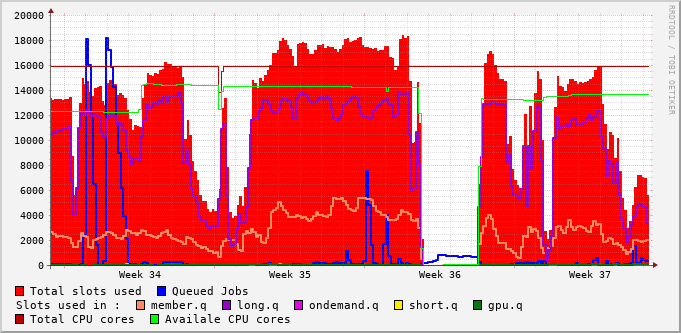 20000
18000
16000
14000
12000
10000
8000
6000
4000
2000
0
Week 34 Week 35 Week 36 Week 37
RRDTOOL / TOBI OETIKER
Total slots used Queued Jobs
Slots used in : member.q long.q ondemand.q short.q gpu.q
Total CPU cores Availale CPU cores